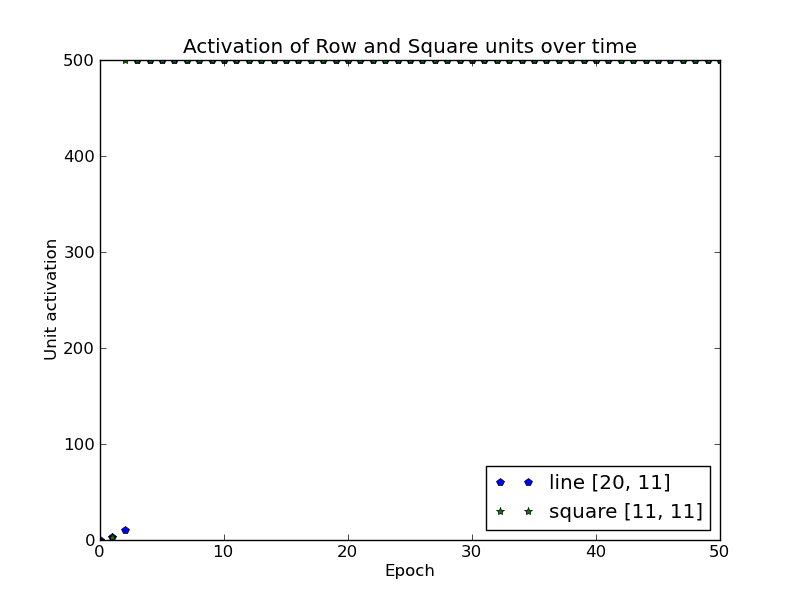 Activation of Row and Square units over time
500
400
300
200
100
0
Unit activation
line [20, 11]
square [11, 11]
0 10 20 30 40 50
Epoch